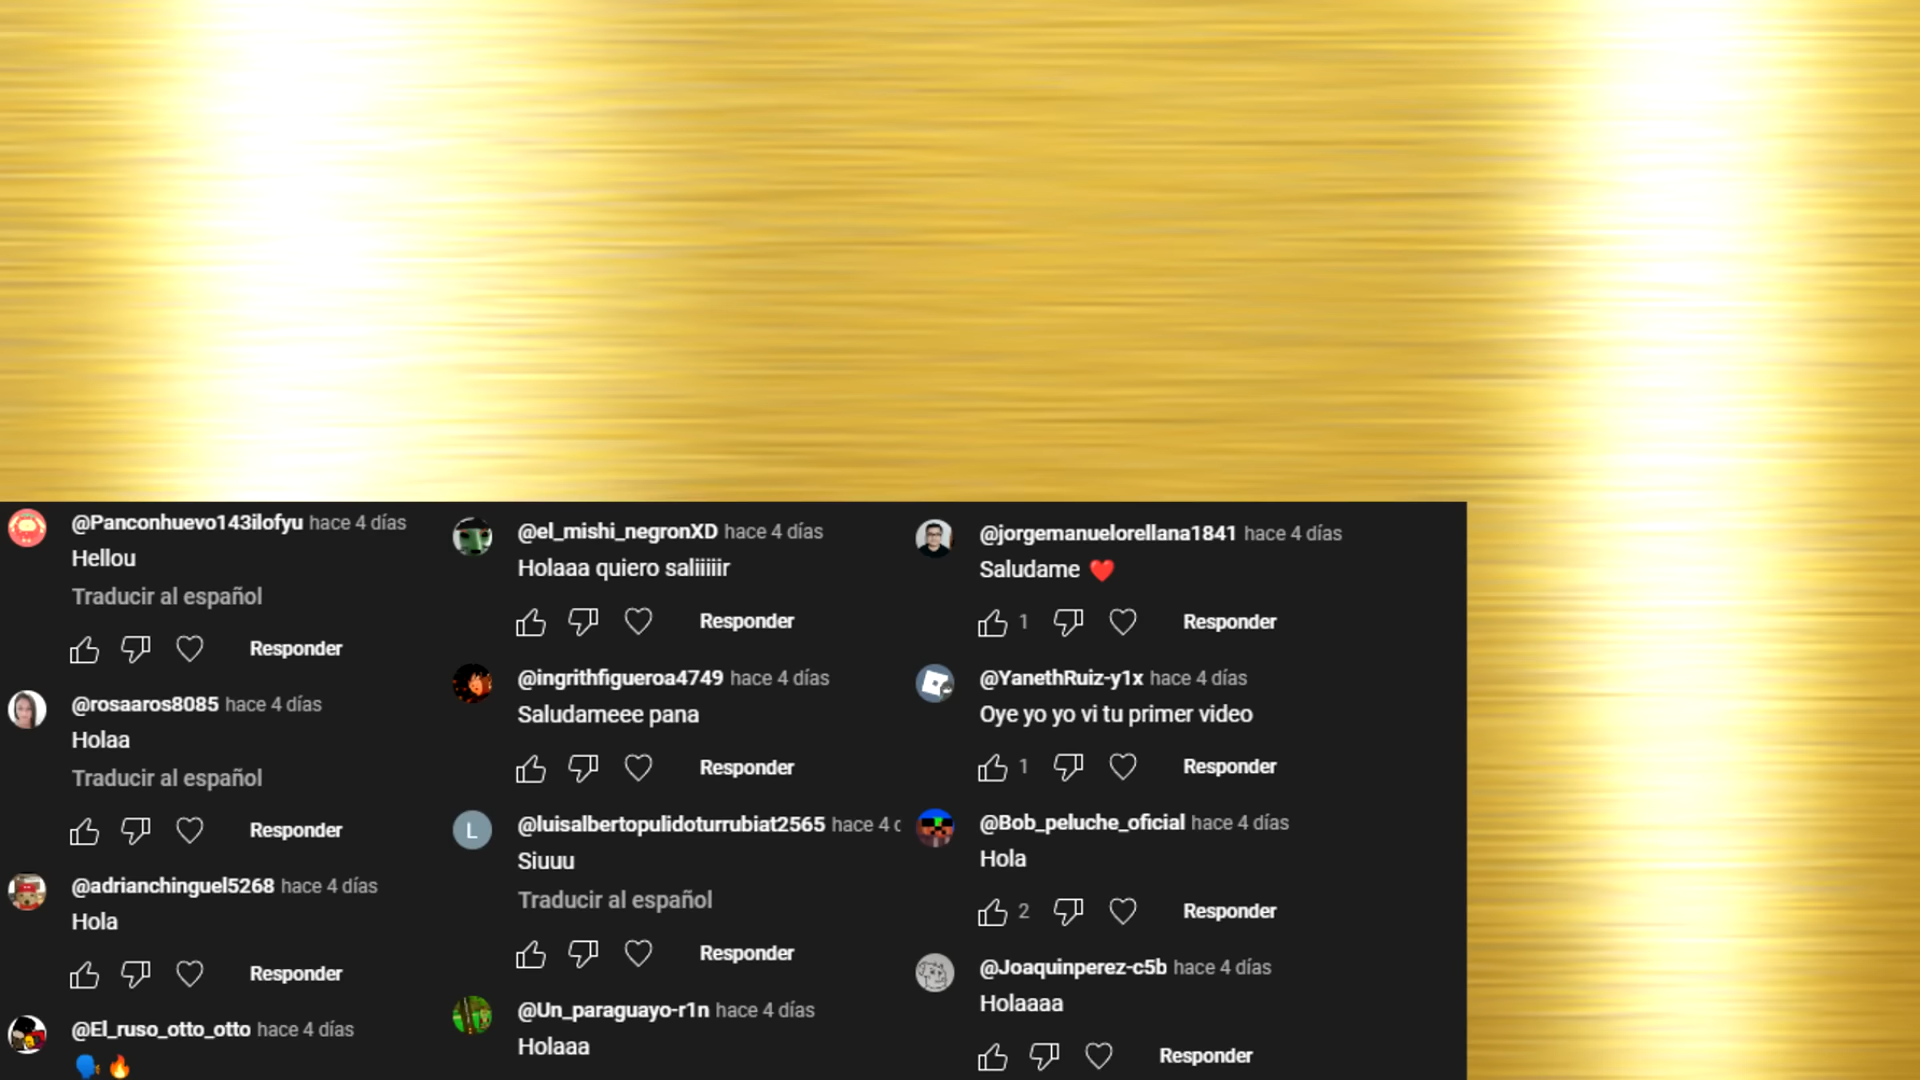 @Panconhuevo143ilofyu hace 4 días
Hellou
Traducir al español
Responder
@rosaaros8085 hace 4 días
Holaa
Traducir al español
Responder
@adrianchinguel5268 hace 4 días
Hola
Responder
@El_ruso_otto_otto hace 4 días
🗣️🔥
@el_mishi_negronXD hace 4 días
Holaaa quiero saliiiiir
Responder
@ingrithfigueroa4749 hace 4 días
Saludameee pana
Responder
@luisalbertopulidoturrubiat2565 hace 4
Siuuu
Traducir al español
Responder
@Un_paraguayo-r1n hace 4 días
Holaaa
@jorgemanuelorellana1841 hace 4 días
Saludame ❤️
1 Responder
@YanethRuiz-y1x hace 4 días
Oye yo yo vi tu primer video
1 Responder
@Bob_peluche_oficial hace 4 días
Hola
2 Responder
@Joaquinperez-c5b hace 4 días
Holaaaa
Responder